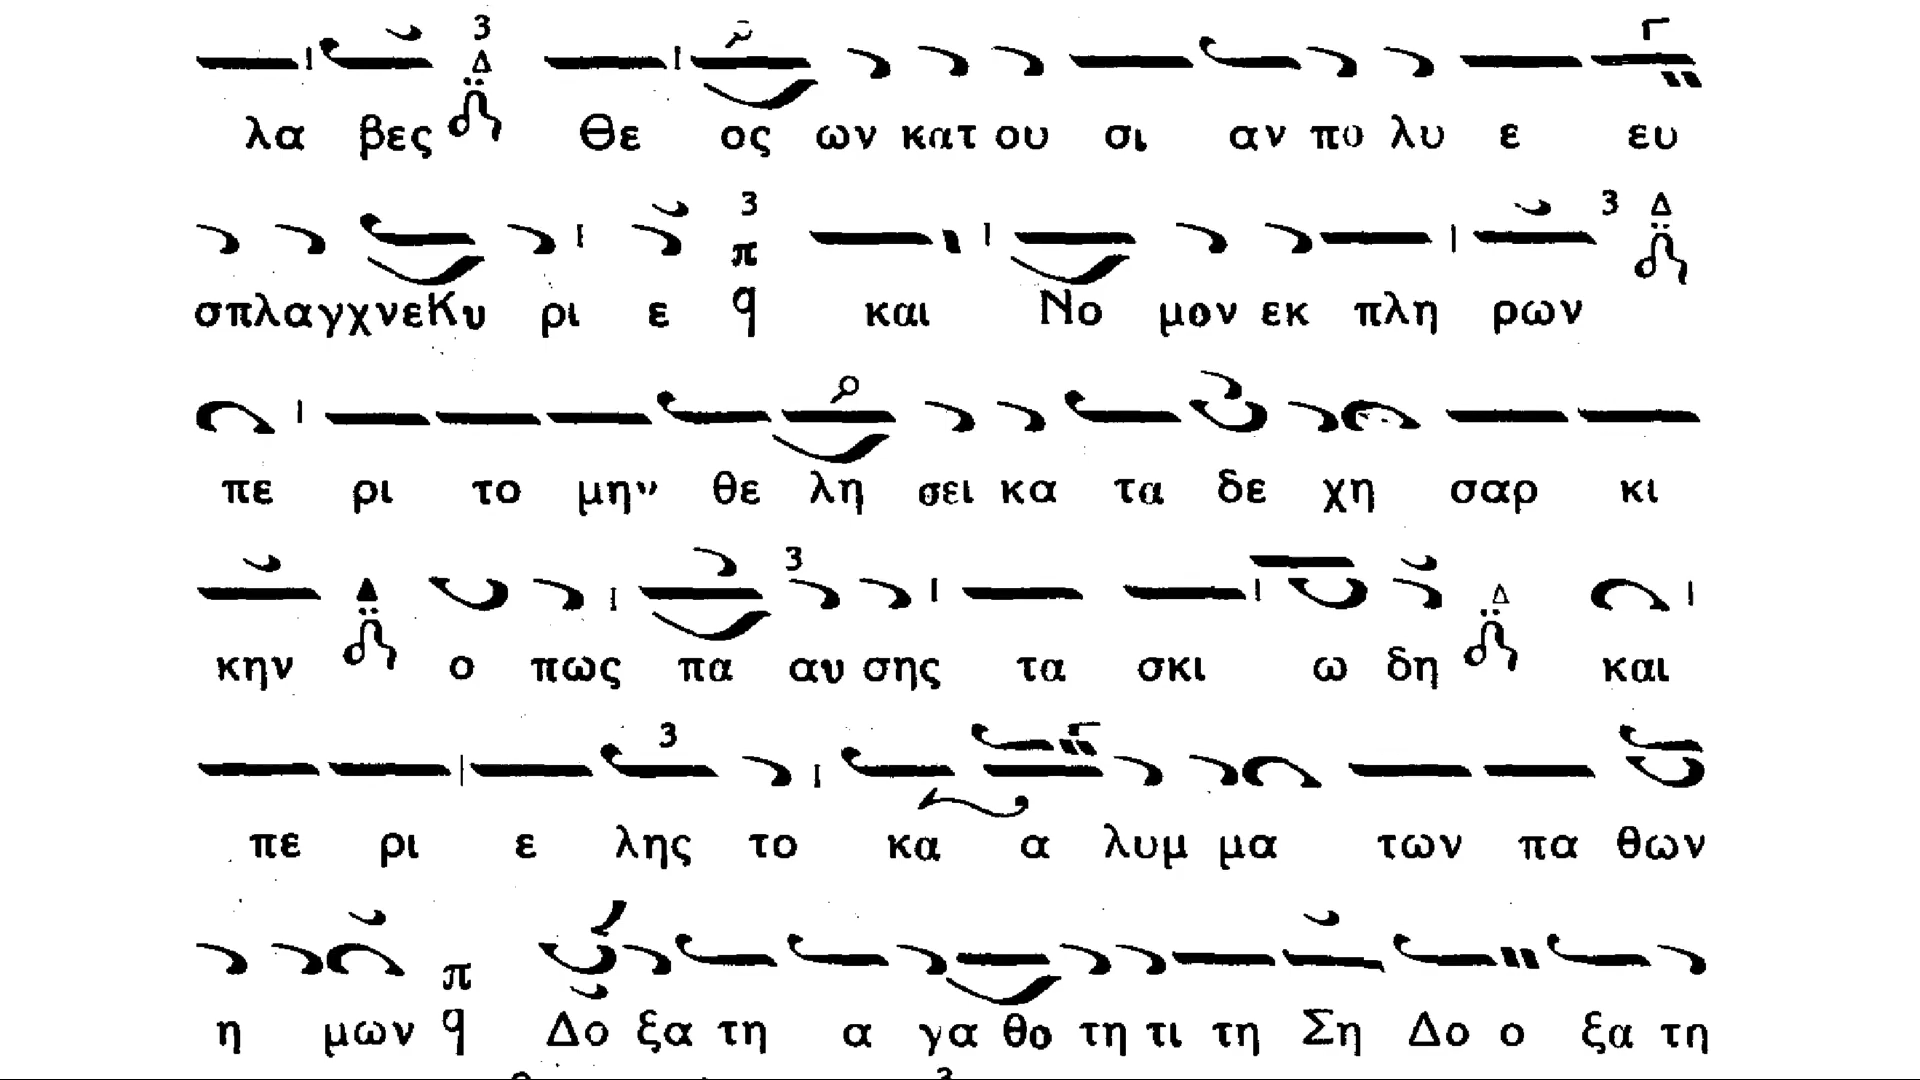 λα βες Θε ος ων κατ ου σι αν πο λυ ε ευ
σπλαγχνε Κυ ρι ε και Νο μον εκ πλη ρων
πε ρι το μην θε λη σει κα τα δε χη σαρ κι
κην ο πως πα αυ σης τα σκι ω δη και
πε ρι ε λης το κα α λυμ μα των πα θων
η μων Δο ξα τη α γα θο τη τι τη Ση Δο ο ξα τη